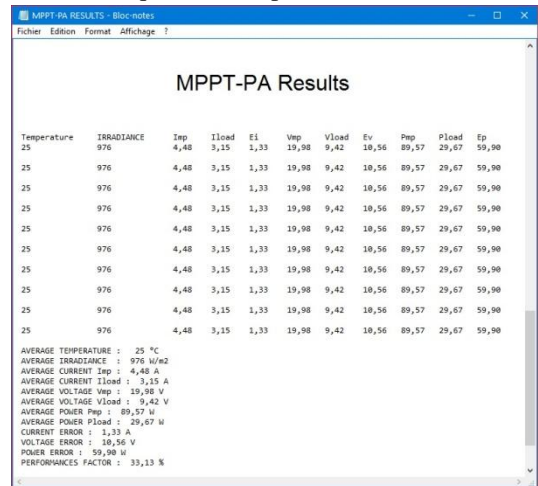 MPPT-PA RESULTS - Bloc-notes
Fichier Edition Format Affichage ?
MPPT-PA Results
Temperature IRRADIANCE Imp Iload Ei Vmp Vload Ev Pmp Pload Ep
25 976 4,48 3,15 1,33 19,98 9,42 10,56 89,57 29,67 59,90
25 976 4,48 3,15 1,33 19,98 9,42 10,56 89,57 29,67 59,90
25 976 4,48 3,15 1,33 19,98 9,42 10,56 89,57 29,67 59,90
25 976 4,48 3,15 1,33 19,98 9,42 10,56 89,57 29,67 59,90
25 976 4,48 3,15 1,33 19,98 9,42 10,56 89,57 29,67 59,90
25 976 4,48 3,15 1,33 19,98 9,42 10,56 89,57 29,67 59,90
25 976 4,48 3,15 1,33 19,98 9,42 10,56 89,57 29,67 59,90
25 976 4,48 3,15 1,33 19,98 9,42 10,56 89,57 29,67 59,90
25 976 4,48 3,15 1,33 19,98 9,42 10,56 89,57 29,67 59,90
25 976 4,48 3,15 1,33 19,98 9,42 10,56 89,57 29,67 59,90
AVERAGE TEMPERATURE : 25 °C
AVERAGE IRRADIANCE : 976 W/m2
AVERAGE CURRENT Imp : 4,48 A
AVERAGE CURRENT Iload : 3,15 A
AVERAGE VOLTAGE Vmp : 19,98 V
AVERAGE VOLTAGE Vload : 9,42 V
AVERAGE POWER Pmp : 89,57 W
AVERAGE POWER Pload : 29,67 W
CURRENT ERROR : 1,33 A
VOLTAGE ERROR : 10,56 V
POWER ERROR : 59,90 W
PERFORMANCES FACTOR : 33,13 %